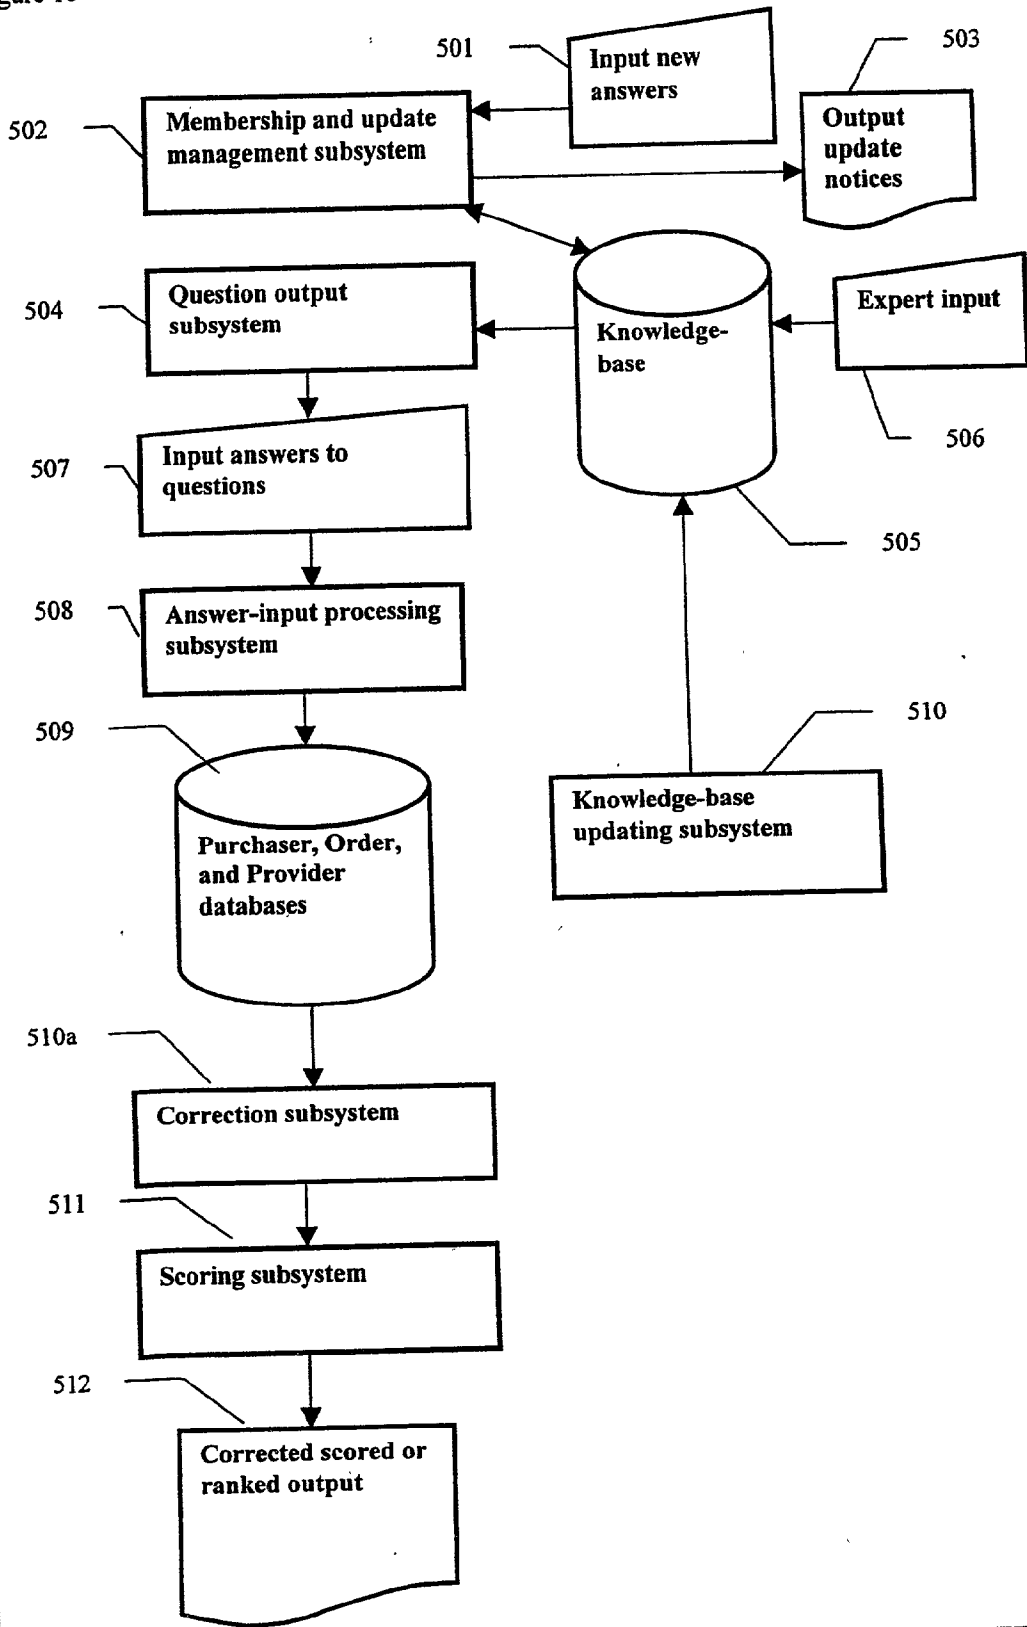 501
Input new
answers
503
Output
update
notices
502
Membership and update
management subsystem
504
Question output
subsystem
Knowledge-
base
Expert input
506
507
Input answers to
questions
505
508
Answer-input processing
subsystem
509
510
Knowledge-base
updating subsystem
Purchaser, Order,
and Provider
databases
510a
Correction subsystem
511
Scoring subsystem
512
Corrected scored or
ranked output